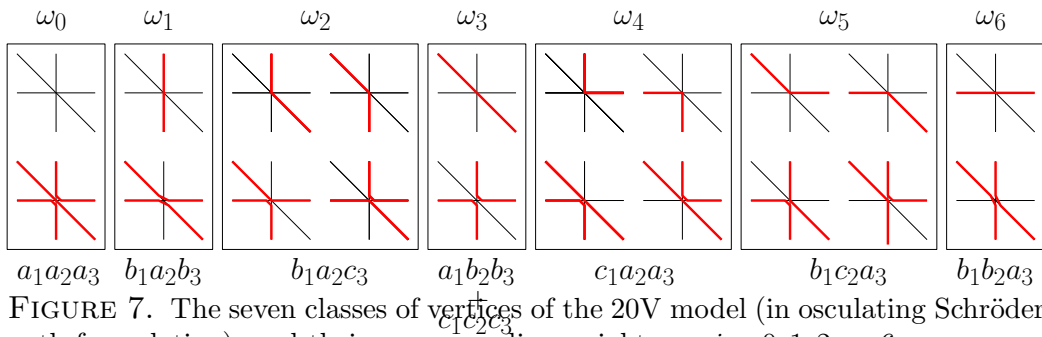 ω₀ ω₁ ω₂ ω₃ ω₄ ω₅ ω₆
a₁a₂a₃ b₁a₂b₃ b₁a₂c₃ a₁b₂b₃ c₁a₂a₃ b₁c₂a₃ b₁b₂a₃
+
c₁c₂c₃
FIGURE 7. The seven classes of vertices of the 20V model (in osculating Schröder